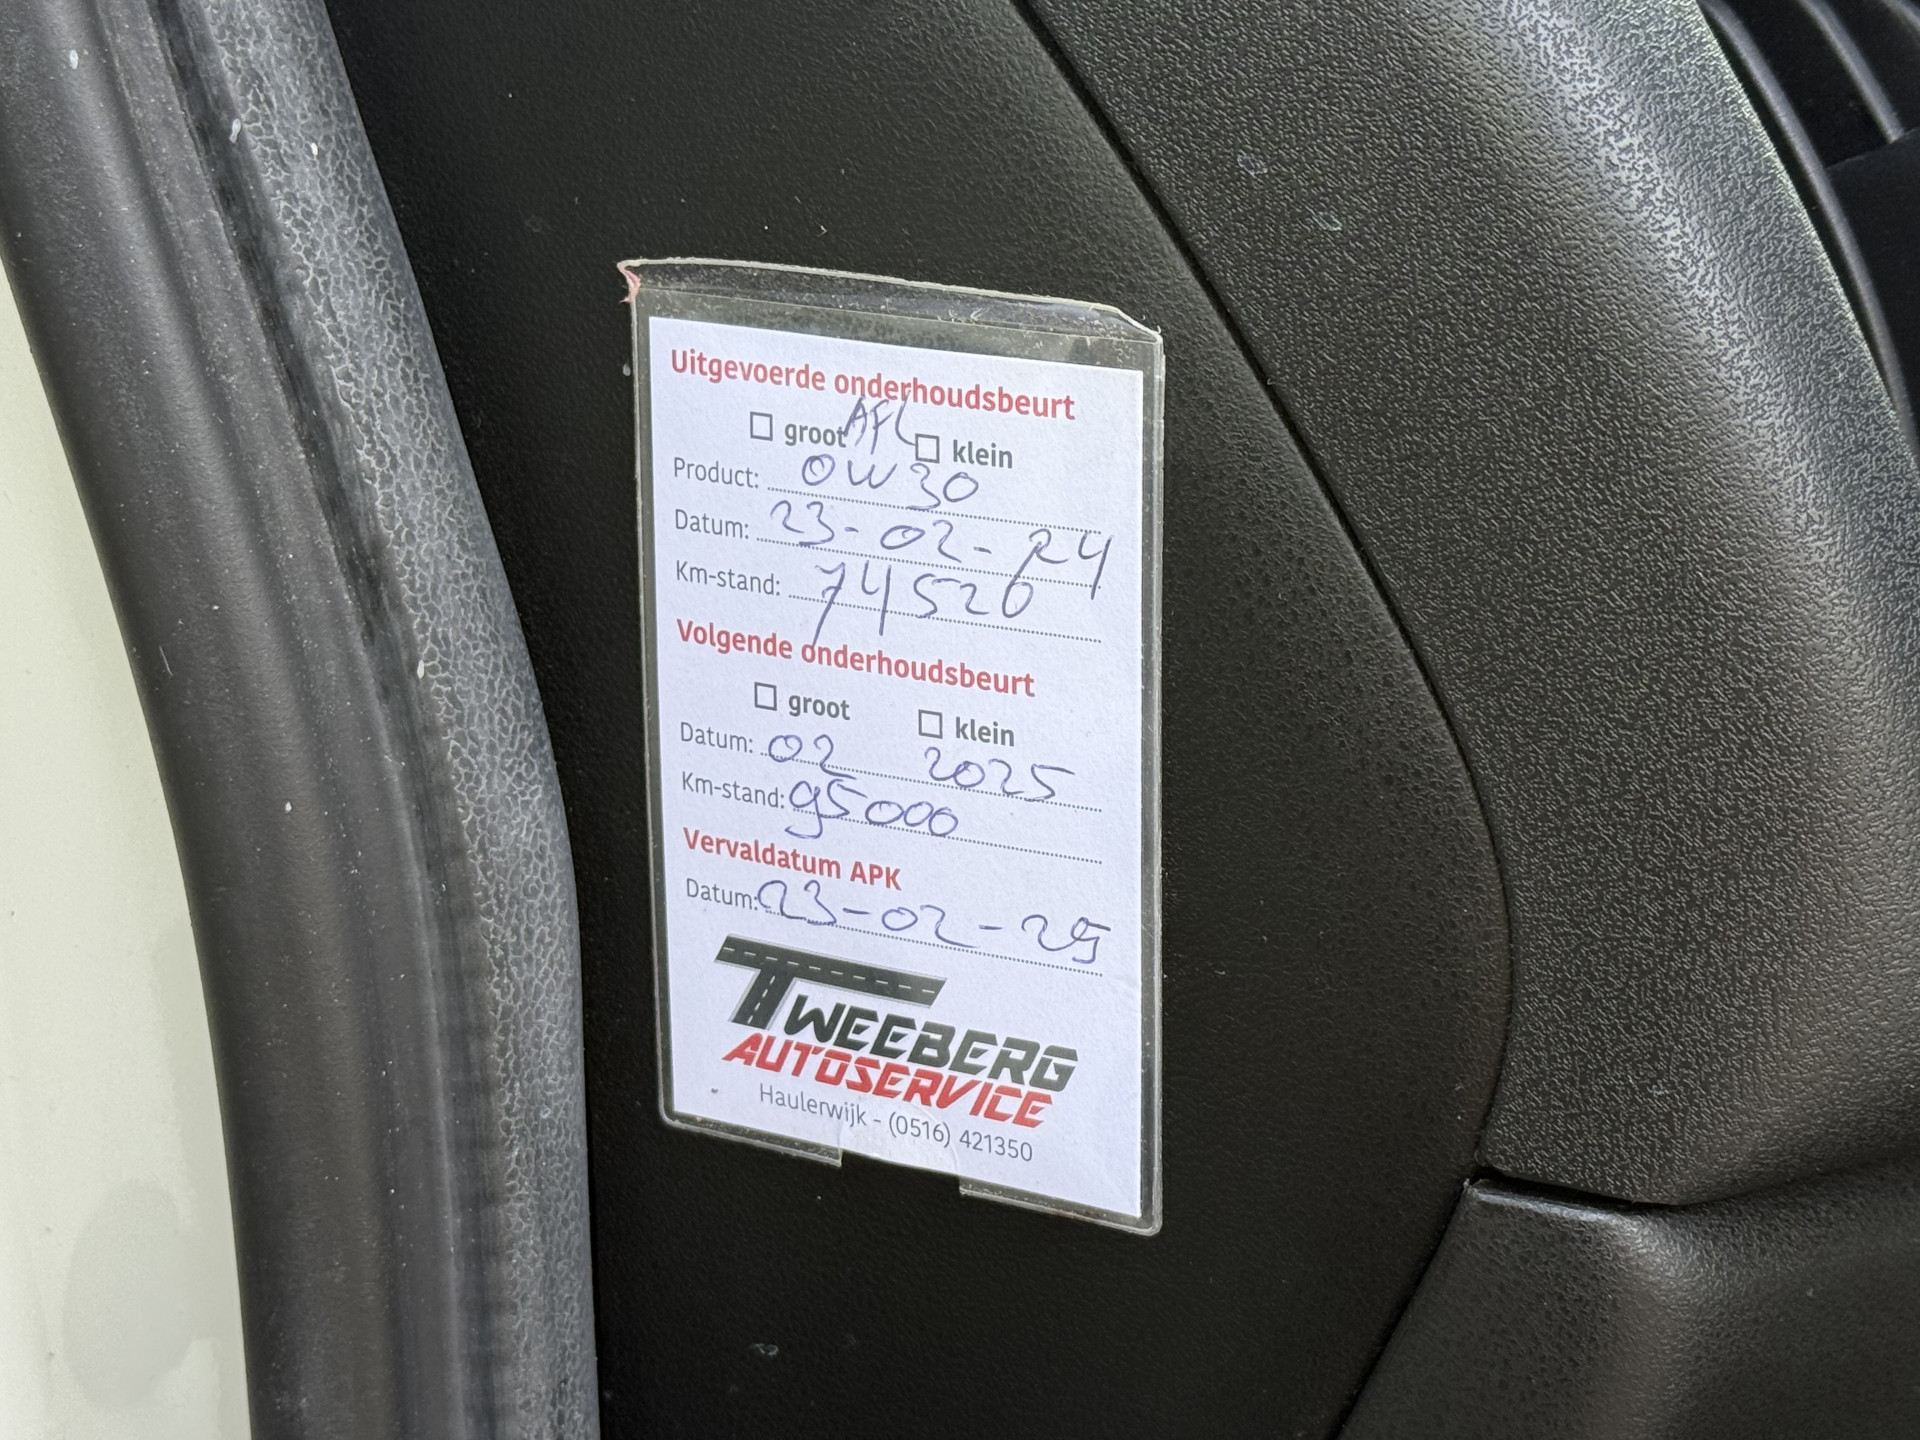 Uitgevoerde onderhoudsbeurt
AFL
groot klein
Product: 0W30
Datum: 23-02-24
Km-stand: 74520
Volgende onderhoudsbeurt
groot klein
Datum: 02 2025
Km-stand: 95000
Vervaldatum APK
Datum: 23-02-25
TWEEBERG
AUTOSERVICE
Haulerwijk - (0516) 421350